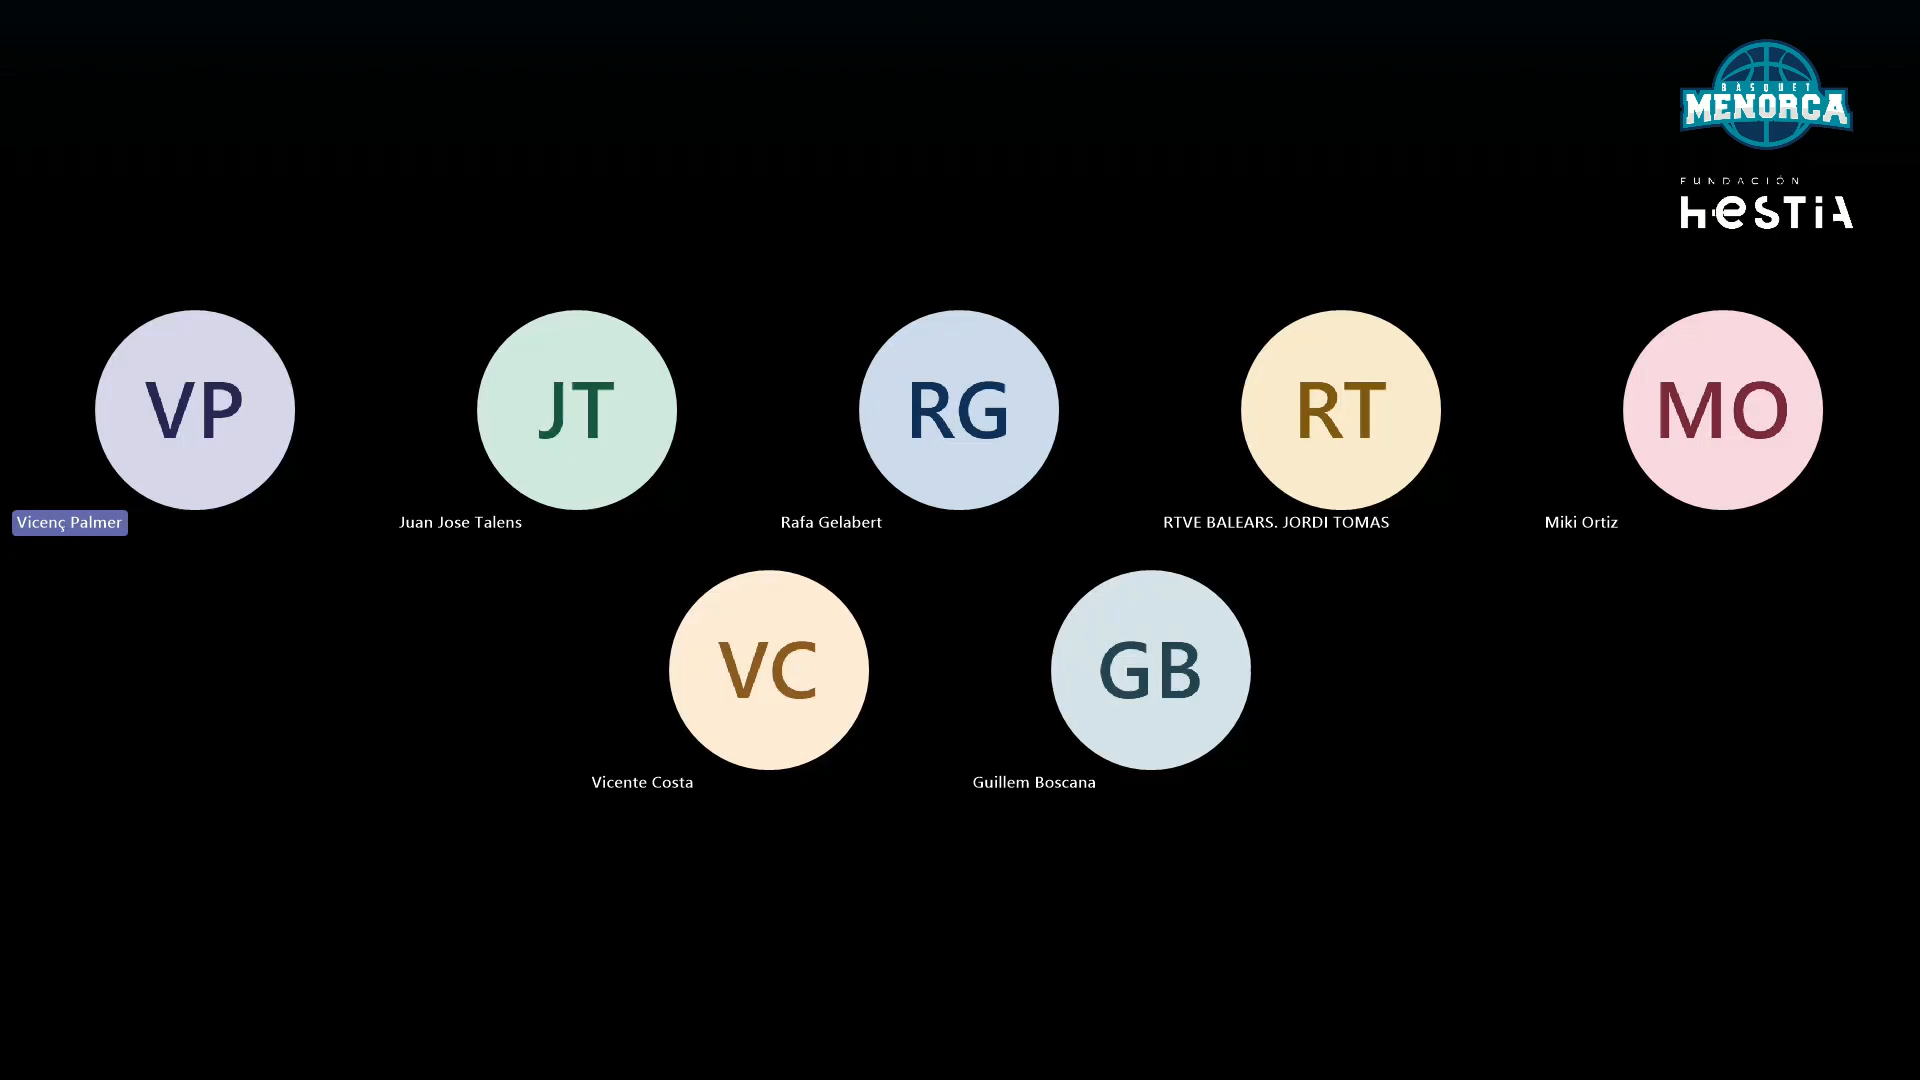 BÀSQUET
MENORCA
FUNDACIÓN
hESTiA
VP
JT
RG
RT
MO
Vicenç Palmer
Juan Jose Talens
Rafa Gelabert
RTVE BALEARS. JORDI TOMAS
Miki Ortiz
VC
GB
Vicente Costa
Guillem Boscana